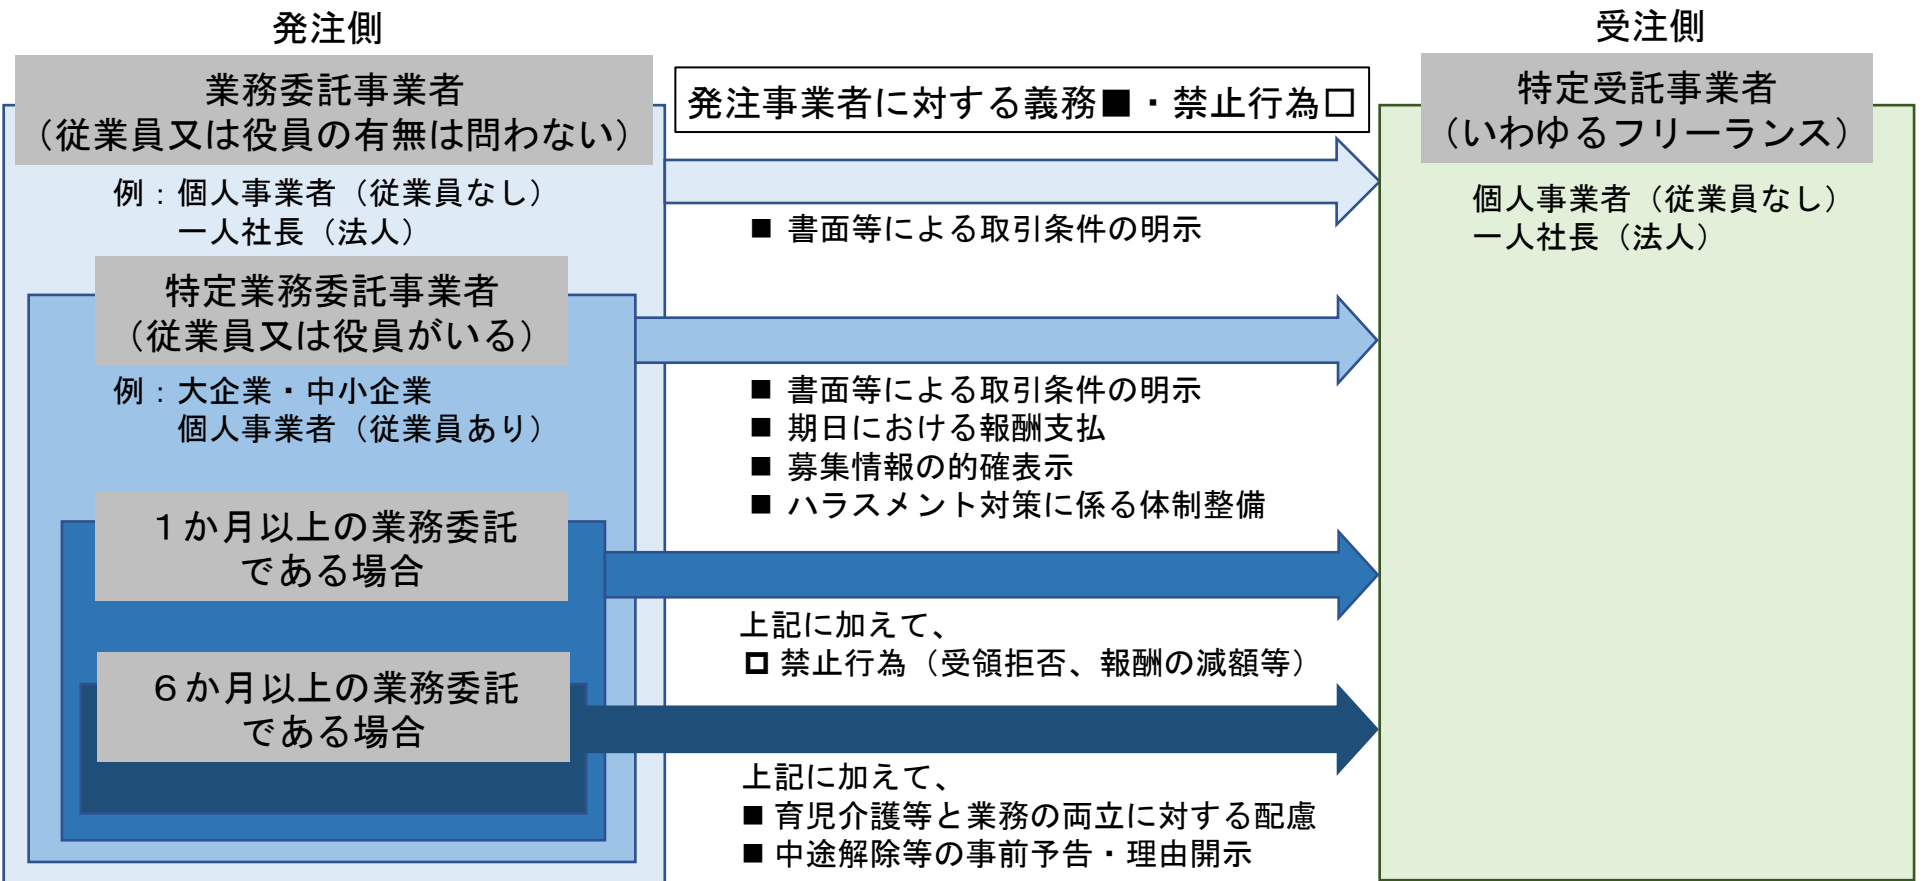 発注側
業務委託事業者
（従業員又は役員の有無は問わない）
例：個人事業者（従業員なし）
一人社長（法人）
特定業務委託事業者
（従業員又は役員がいる）
例：大企業・中小企業
個人事業者（従業員あり）
１か月以上の業務委託
である場合
６か月以上の業務委託
である場合
発注事業者に対する義務■・禁止行為□
■ 書面等による取引条件の明示
■ 書面等による取引条件の明示
■ 期日における報酬支払
■ 募集情報の的確表示
■ ハラスメント対策に係る体制整備
上記に加えて、
□ 禁止行為（受領拒否、報酬の減額等）
上記に加えて、
■ 育児介護等と業務の両立に対する配慮
■ 中途解除等の事前予告・理由開示
受注側
特定受託事業者
（いわゆるフリーランス）
個人事業者（従業員なし）
一人社長（法人）